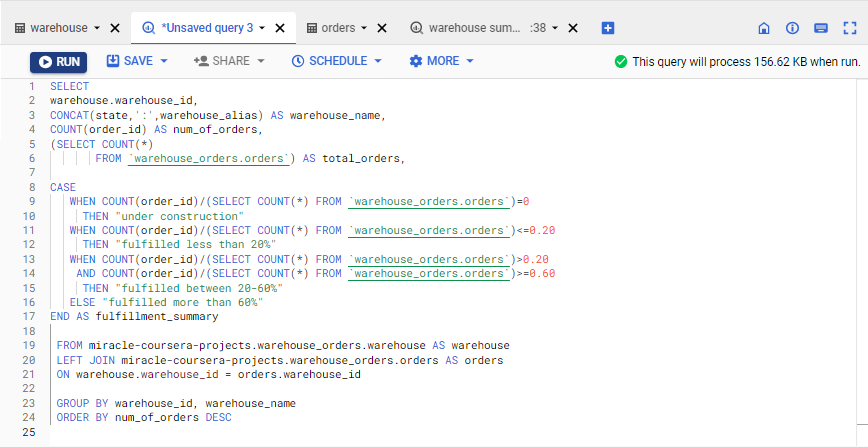 warehouse *Unsaved query 3 orders warehouse sum... :38
RUN SAVE SHARE SCHEDULE MORE This query will process 156.62 KB when run.
1 SELECT
2 warehouse.warehouse_id,
3 CONCAT(state,':',warehouse_alias) AS warehouse_name,
4 COUNT(order_id) AS num_of_orders,
5 (SELECT COUNT(*)
6 FROM `warehouse_orders.orders`) AS total_orders,
7
8 CASE
9 WHEN COUNT(order_id)/(SELECT COUNT(*) FROM `warehouse_orders.orders`)=0
10 THEN "under construction"
11 WHEN COUNT(order_id)/(SELECT COUNT(*) FROM `warehouse_orders.orders`)<=0.20
12 THEN "fulfilled less than 20%"
13 WHEN COUNT(order_id)/(SELECT COUNT(*) FROM `warehouse_orders.orders`)>0.20
14 AND COUNT(order_id)/(SELECT COUNT(*) FROM `warehouse_orders.orders`)>=0.60
15 THEN "fulfilled between 20-60%"
16 ELSE "fulfilled more than 60%"
17 END AS fulfillment_summary
18
19 FROM miracle-coursera-projects.warehouse_orders.warehouse AS warehouse
20 LEFT JOIN miracle-coursera-projects.warehouse_orders.orders AS orders
21 ON warehouse.warehouse_id = orders.warehouse_id
22
23 GROUP BY warehouse_id, warehouse_name
24 ORDER BY num_of_orders DESC
25